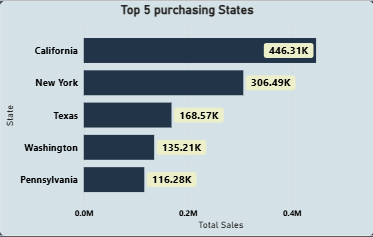 Top 5 purchasing States
California 446.31K
New York 306.49K
Texas 168.57K
Washington 135.21K
Pennsylvania 116.28K
State
0.0M 0.2M 0.4M
Total Sales